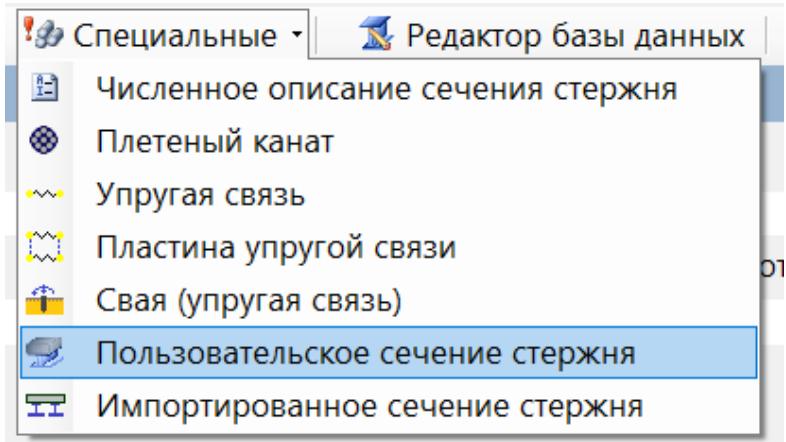 Специальные Редактор базы данных
Численное описание сечения стержня
Плетеный канат
Упругая связь
Пластина упругой связи
Свая (упругая связь)
Пользовательское сечение стержня
Импортированное сечение стержня